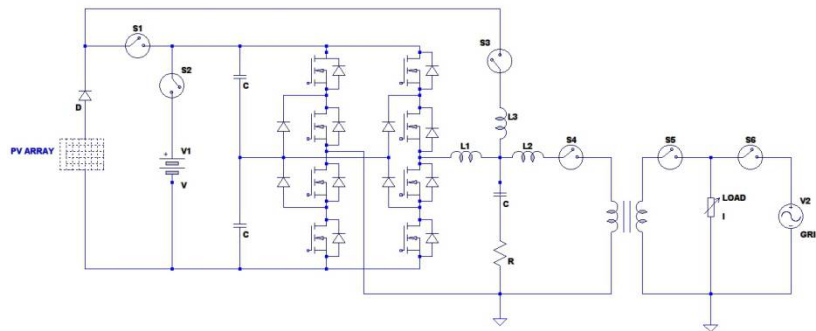 S1
S3
S2
C
D
L3
PV ARRAY
V1
L1
L2
S4
S5
S6
+
V
C
LOAD
V2
I
C
R
GRI